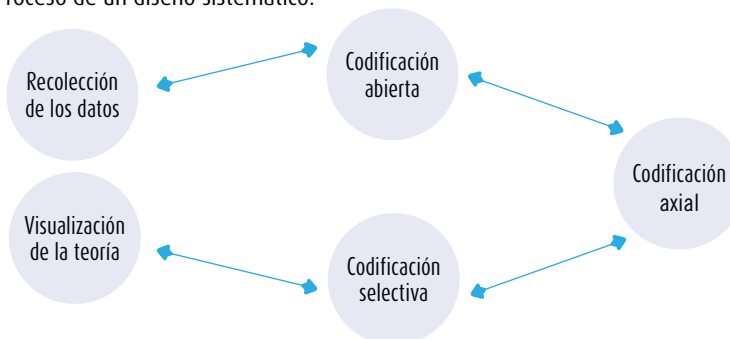 roceso de un diseño sistemático.
Recolección
de los datos
Codificación
abierta
Codificación
axial
Codificación
selectiva
Visualización
de la teoría